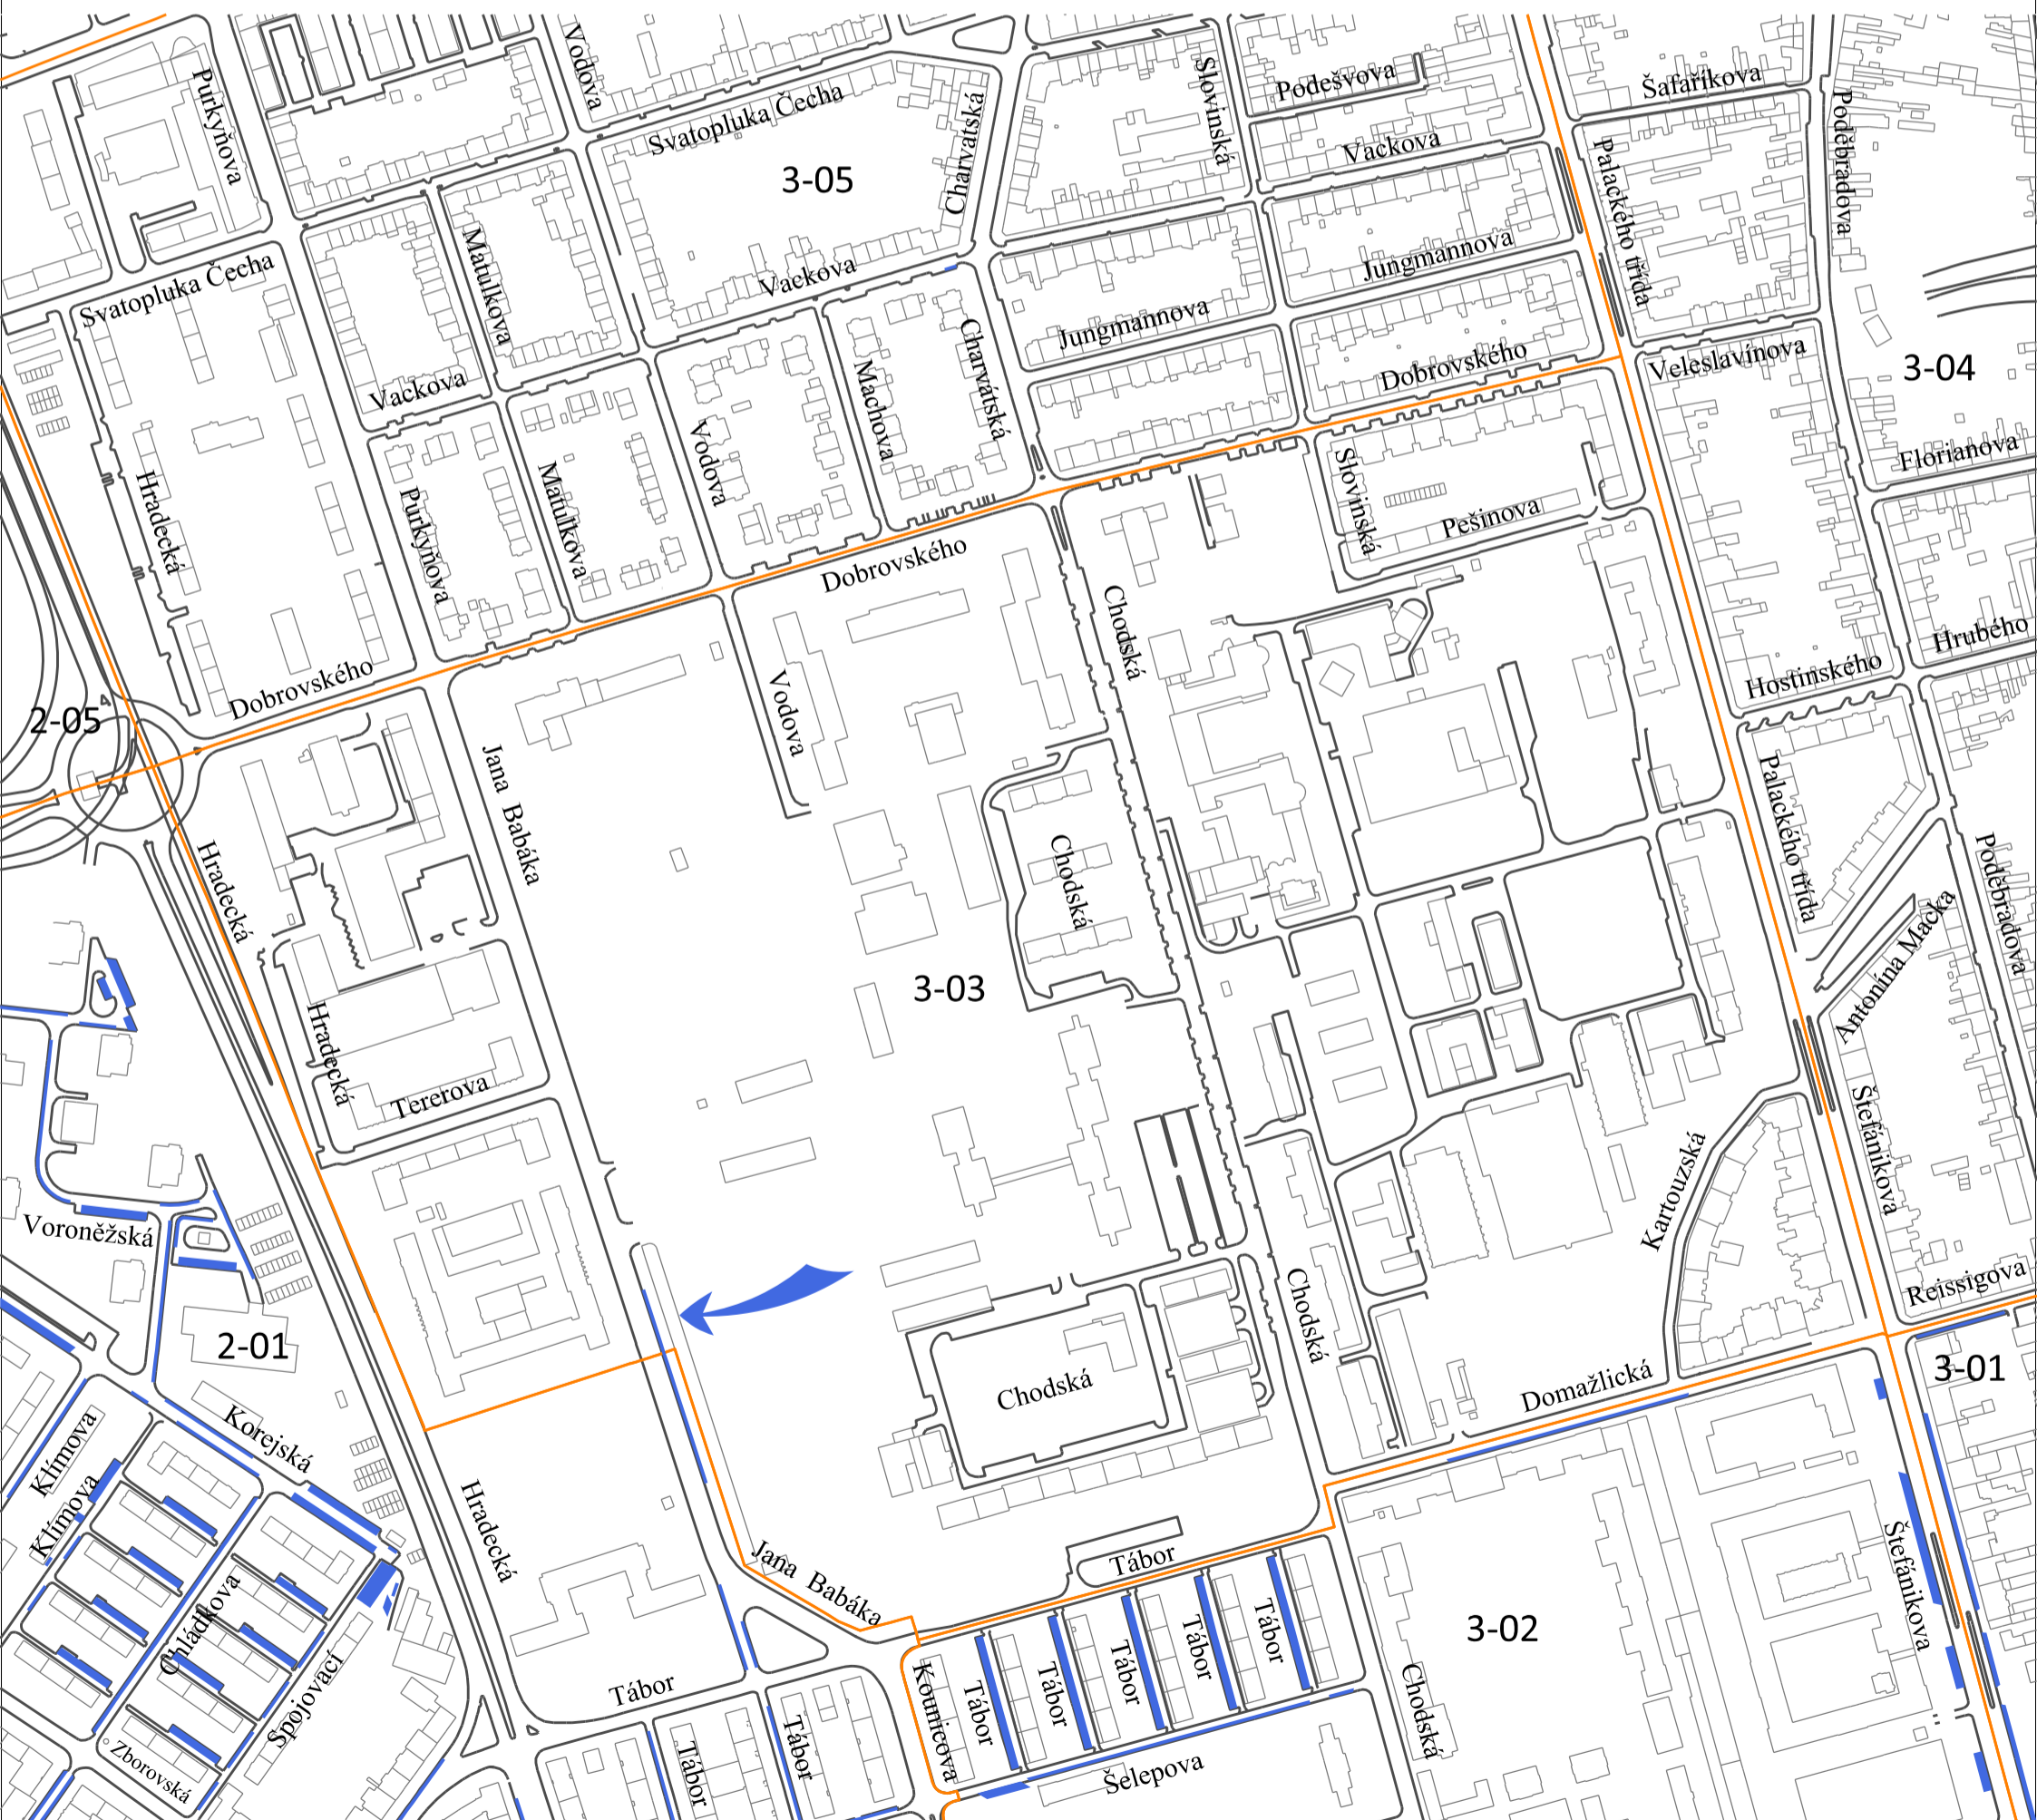 Vodova
Purkyňova
Svatopluka Čecha
Charvatská
Slovinská
Podešvova
Vackova
Šafaříkova
Poděbradova
Palackého třída
3-05
Svatopluka Čecha
Matulkova
Vackova
Jungmannova
Jungmannova
Charvatská
Machova
Vackova
Dobrovského
Veleslavínova
3-04
Hradecká
Purkyňova
Matulkova
Vodova
Slovinská
Pešinova
Florianova
Dobrovského
Chodská
Hrubého
Hostinského
Dobrovského
2-05
Vodova
Jana Babáka
Palackého třída
Hradecká
Chodská
Poděbradova
Antonína Macka
3-03
Hradecká
Tererova
Štefánikova
Kartouzská
Voroněžská
Chodská
Reissigova
2-01
3-01
Chodská
Domažlická
Korejská
Klímova
Klímova
Hradecká
Jana Babáka
Tábor
Štefánikova
3-02
Chládkova
Spojovací
Zborovská
Tábor
Kounicova
Tábor
Tábor
Tábor
Tábor
Tábor
Chodská
Tábor
Tábor
Šelepova